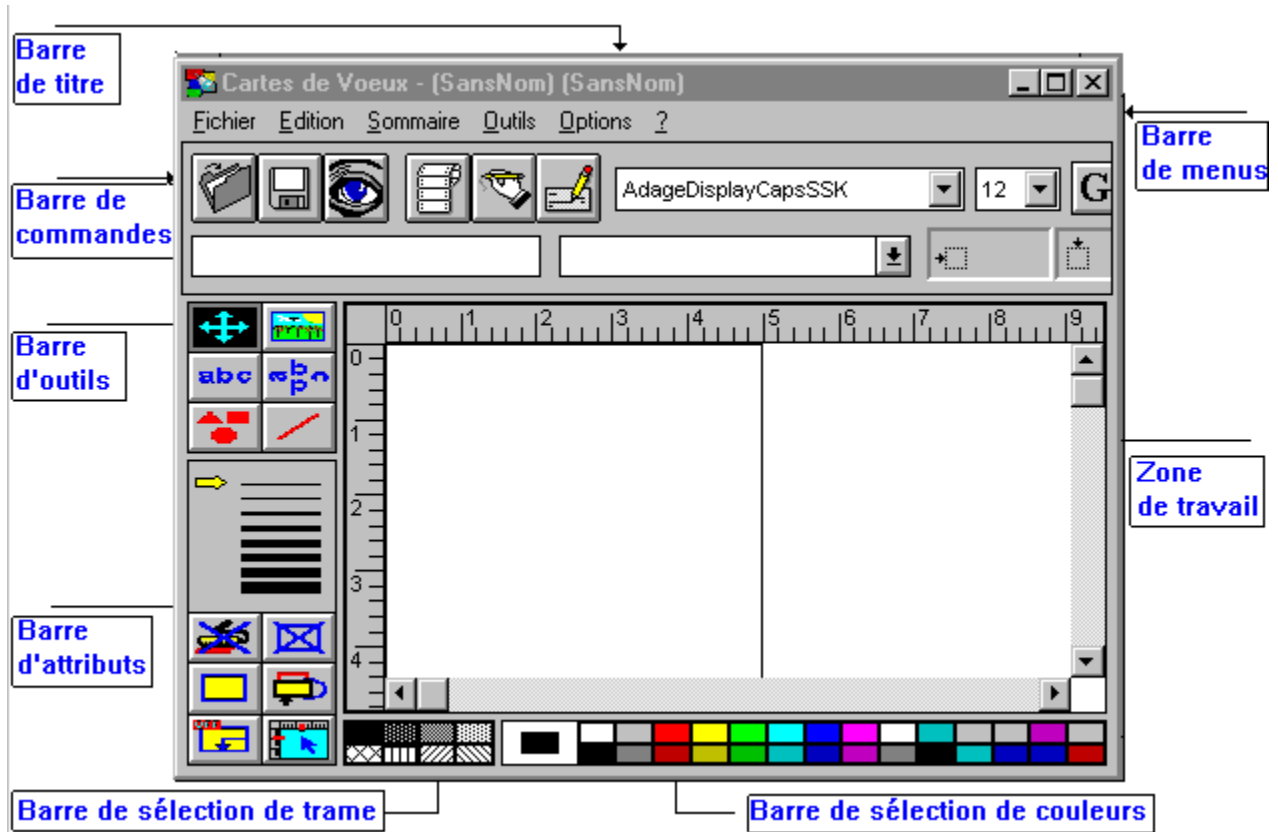 Barre
de titre
Cartes de Voeux - (SansNom) (SansNom)
Fichier Edition Sommaire Outils Options ?
Barre
de menus
Barre de
commandes
AdageDisplayCapsSSK 12 G
Barre
d'outils
abc
0 1 2 3 4 5 6 7 8 9
0
1
2
3
4
Zone
de travail
Barre
d'attributs
Barre de sélection de trame
Barre de sélection de couleurs